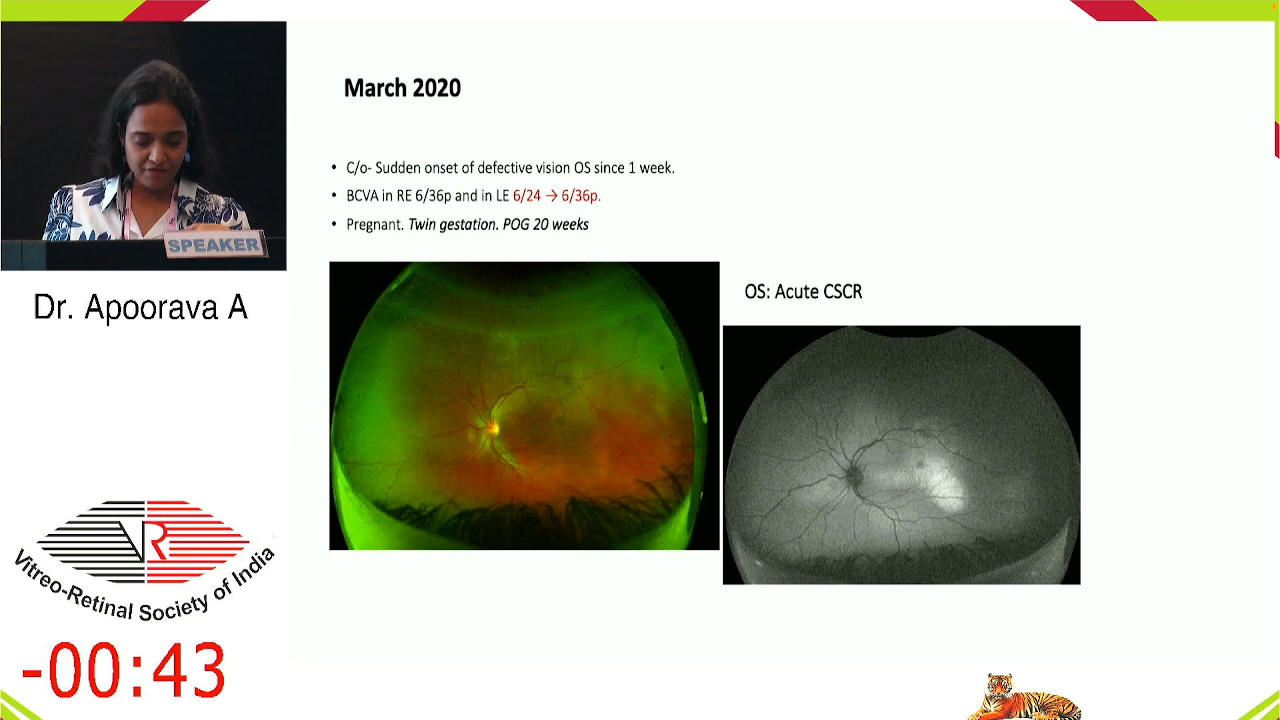 March 2020
• C/o- Sudden onset of defective vision OS since 1 week.
• BCVA in RE 6/36p and in LE 6/24 → 6/36p.
• Pregnant. Twin gestation. POG 20 weeks
SPEAKER
Dr. Apoorava A
OS: Acute CSCR
VR
Vitreo-Retinal Society of India
-00:43